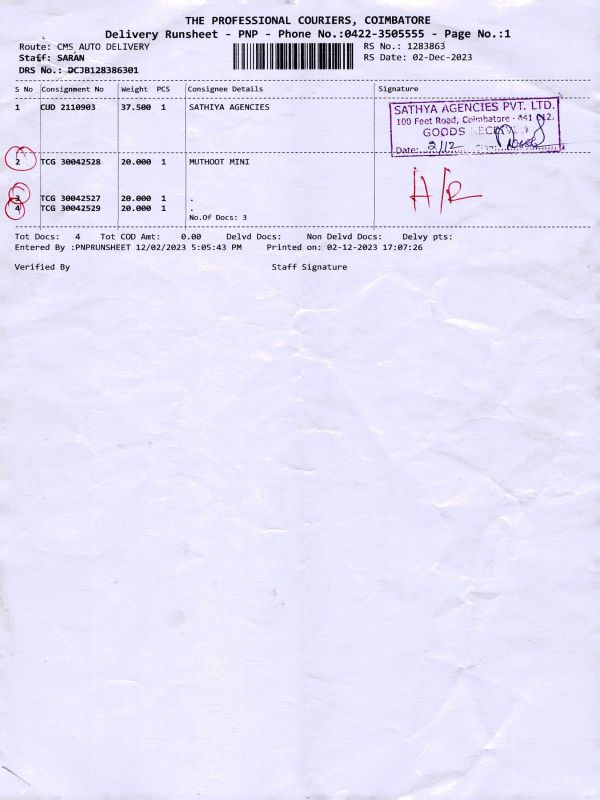 THE PROFESSIONAL COURIERS, COIMBATORE
Delivery Runsheet - PNP - Phone No.:0422-3505555 - Page No.:1
Route: CMS AUTO DELIVERY RS No.: 1283863
Staff: SARAN RS Date: 02-Dec-2023
DRS No.: DCJB128386301
S No Consignment No Weight PCS Consignee Details Signature
1 CUD 2110903 37.500 1 SATHIYA AGENCIES
SATHYA AGENCIES PVT. LTD.
100 Feet Road, Coimbatore - 641 012.
GOODS RECEIVED
Date: 2/12
2 TCG 30042528 20.000 1 MUTHOOT MINI
A/R
3 TCG 30042527 20.000 1 .
4 TCG 30042529 20.000 1 .
No.Of Docs: 3
Tot Docs: 4 Tot COD Amt: 0.00 Delvd Docs: Non Delvd Docs: Delvy pts:
Entered By :PNPRUNSHEET 12/02/2023 5:05:43 PM Printed on: 02-12-2023 17:07:26
Verified By Staff Signature